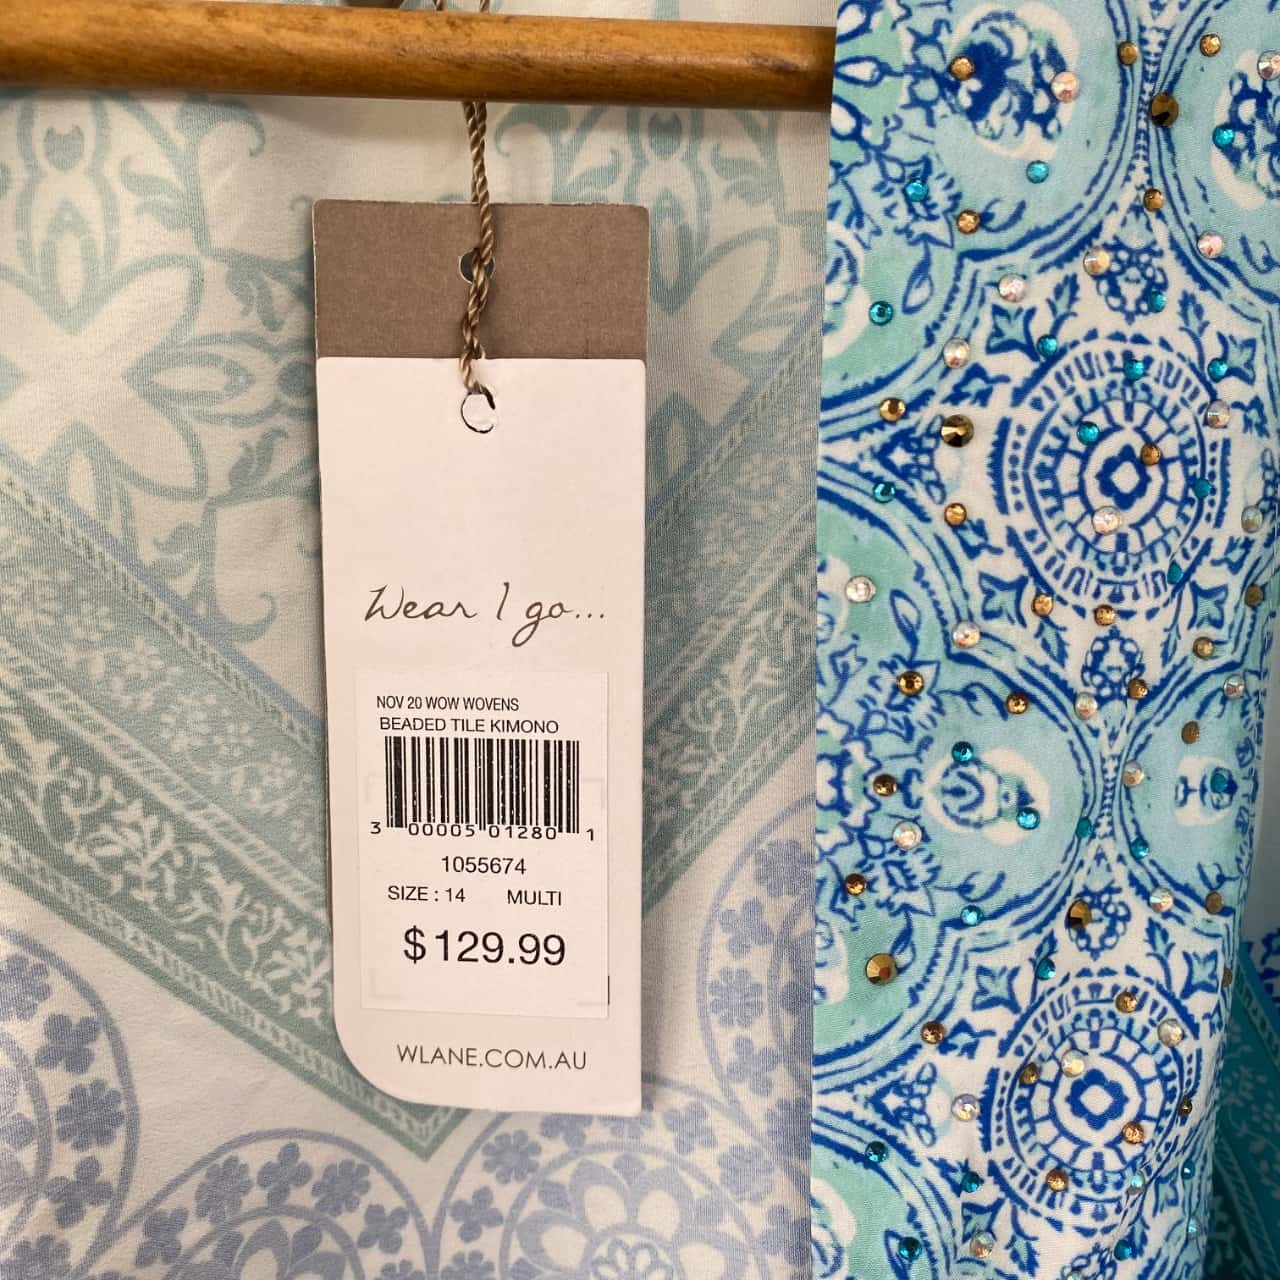 Wear I go...
NOV 20 WOW WOVENS
BEADED TILE KIMONO
3 00005 01280 1
1055674
SIZE : 14 MULTI
$129.99
WLANE.COM.AU